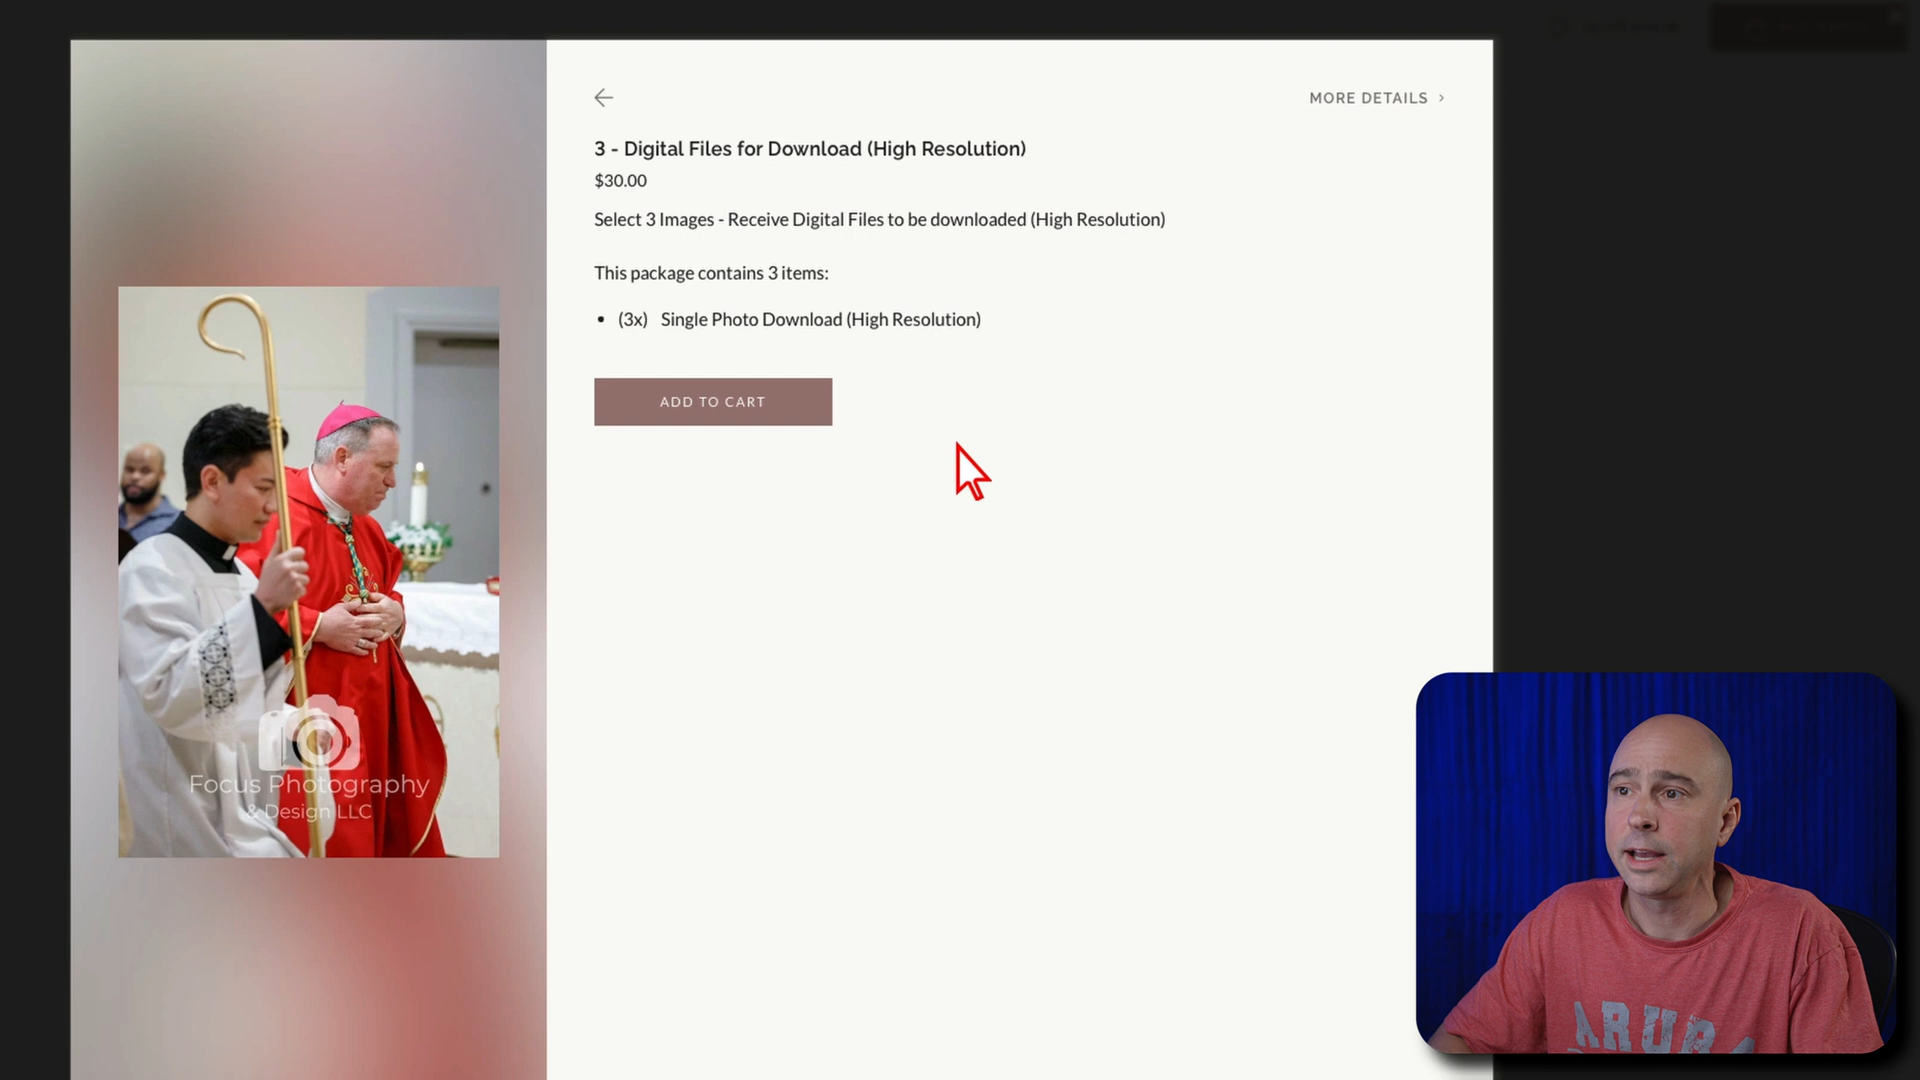 MORE DETAILS
3 - Digital Files for Download (High Resolution)
$30.00
Select 3 Images - Receive Digital Files to be downloaded (High Resolution)
This package contains 3 items:
• (3x) Single Photo Download (High Resolution)
ADD TO CART
Focus Photography
& Design LLC
ARUBA